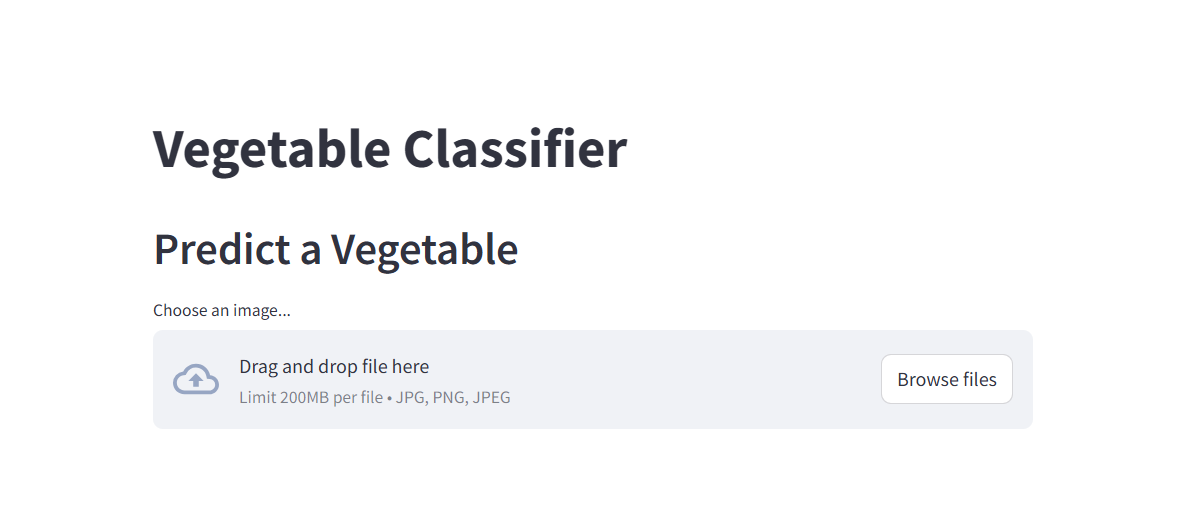 Vegetable Classifier
Predict a Vegetable
Choose an image...
Drag and drop file here
Limit 200MB per file • JPG, PNG, JPEG
Browse files